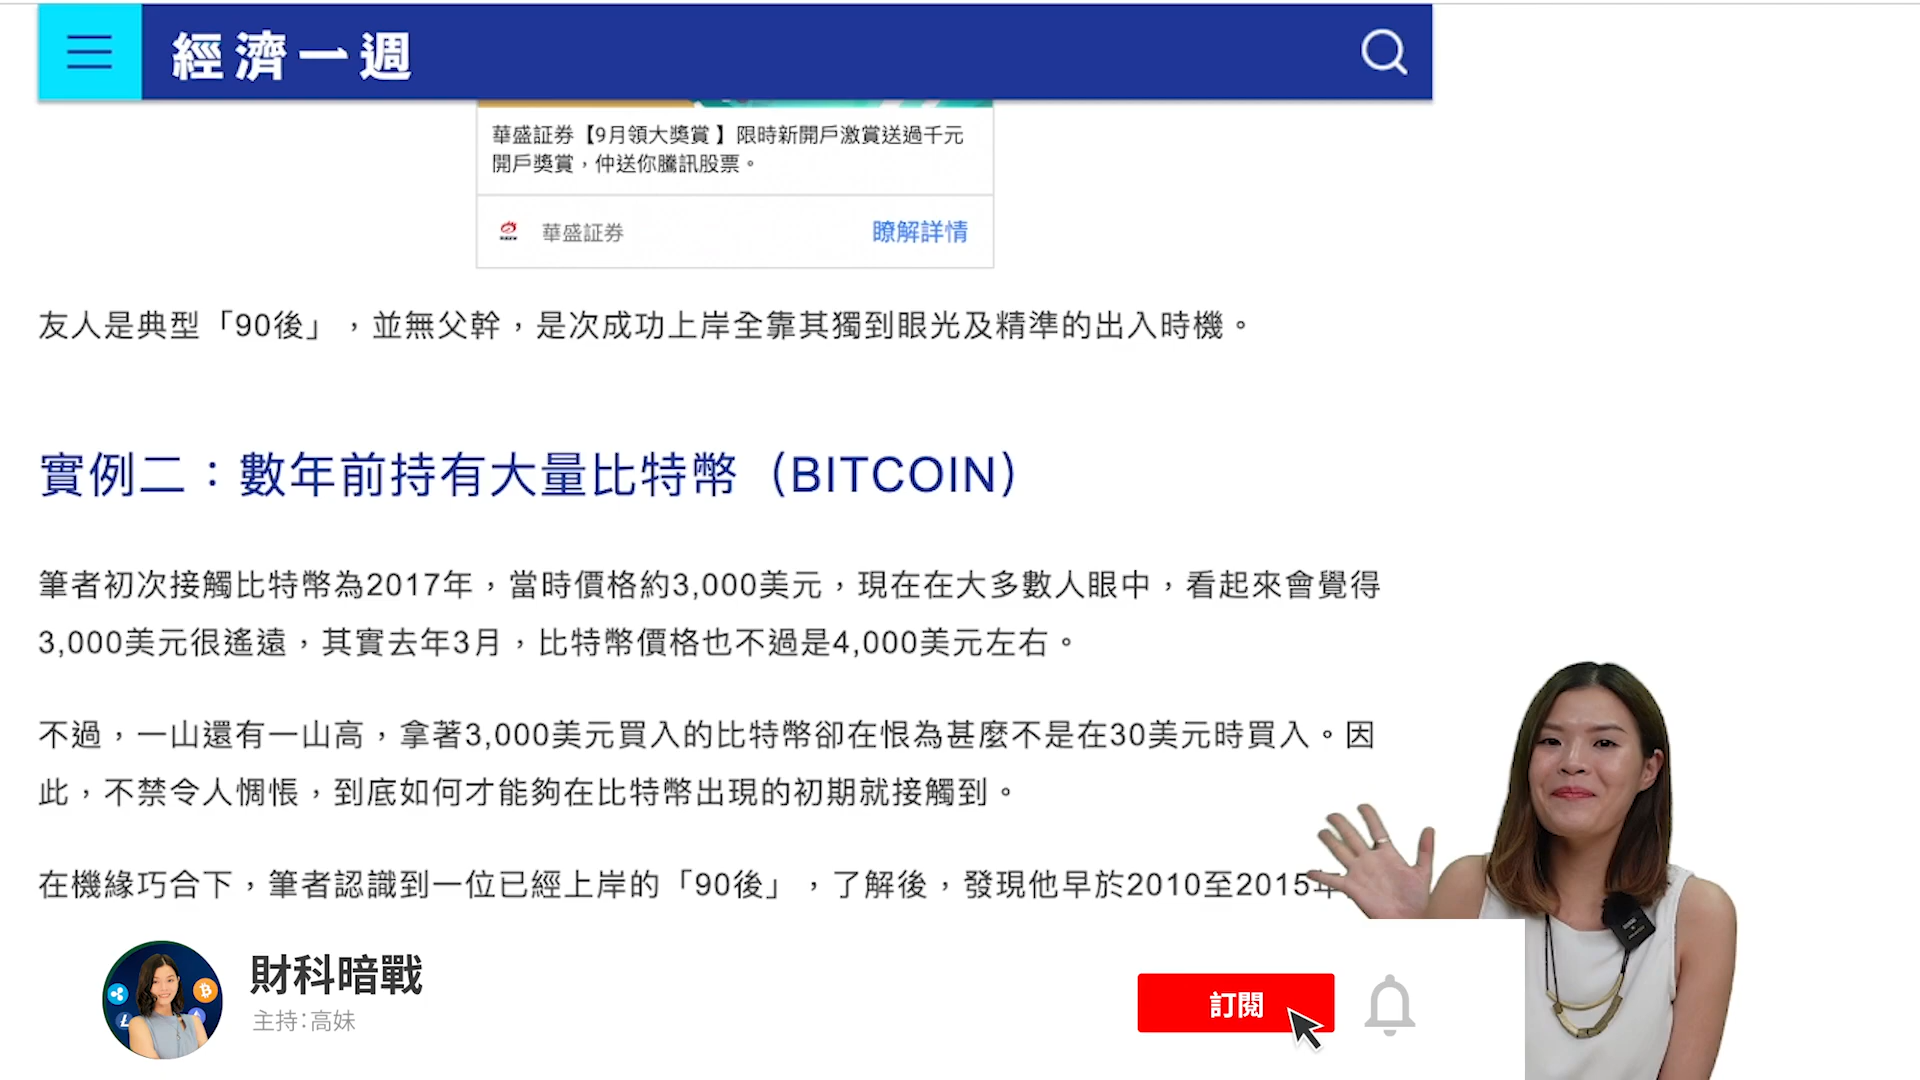 經濟一週
華盛証券【9月領大獎賞】限時新開戶激賞送過千元
開戶獎賞，仲送你騰訊股票。
華盛証券
瞭解詳情
友人是典型「90後」，並無父幹，是次成功上岸全靠其獨到眼光及精準的出入時機。
實例二：數年前持有大量比特幣（BITCOIN）
筆者初次接觸比特幣為2017年，當時價格約3,000美元，現在在大多數人眼中，看起來會覺得
3,000美元很遙遠，其實去年3月，比特幣價格也不過是4,000美元左右。
不過，一山還有一山高，拿著3,000美元買入的比特幣卻在恨為甚麼不是在30美元時買入。因
此，不禁令人惆悵，到底如何才能夠在比特幣出現的初期就接觸到。
在機緣巧合下，筆者認識到一位已經上岸的「90後」，了解後，發現他早於2010至2015年
財科暗戰
主持:高妹
訂閱